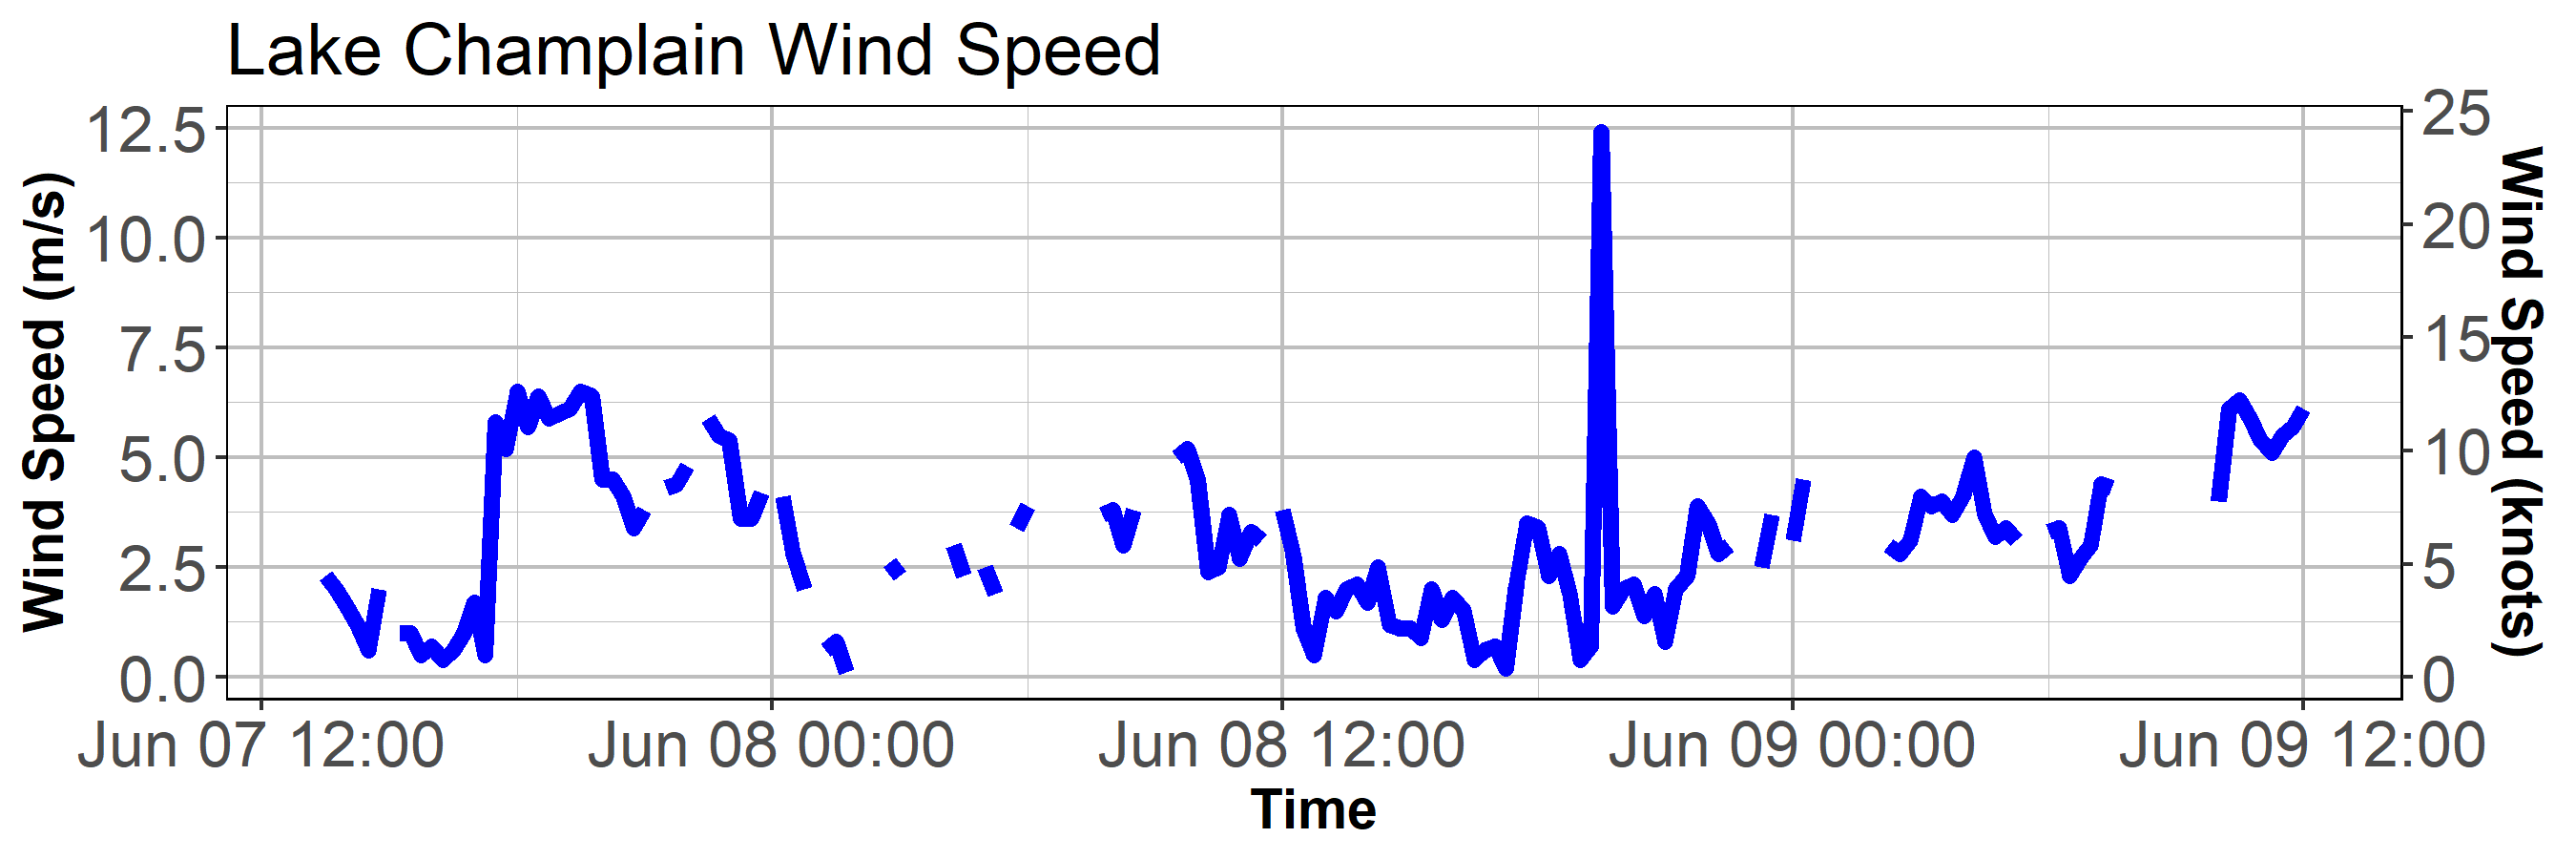 Lake Champlain Wind Speed
Wind Speed (m/s)
12.5
10.0
7.5
5.0
2.5
0.0
25
20
15
10
5
0
Wind Speed (knots)
Jun 07 12:00
Jun 08 00:00
Jun 08 12:00
Jun 09 00:00
Jun 09 12:00
Time